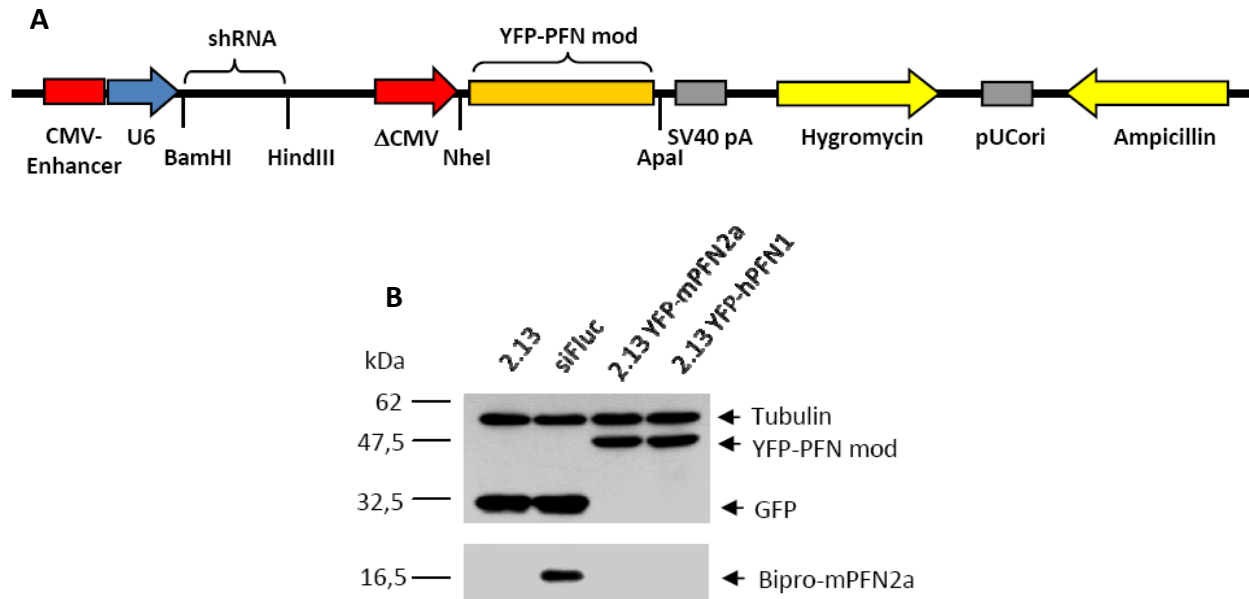 A
shRNA
YFP-PFN mod
CMV-
Enhancer
U6
BamHI
HindIII
ΔCMV
NheI
ApaI
SV40 pA
Hygromycin
pUCori
Ampicillin
B
kDa
2.13
siFluc
2.13 YFP-mPFN2a
2.13 YFP-hPFN1
62
47,5
32,5
16,5
Tubulin
YFP-PFN mod
GFP
Bipro-mPFN2a